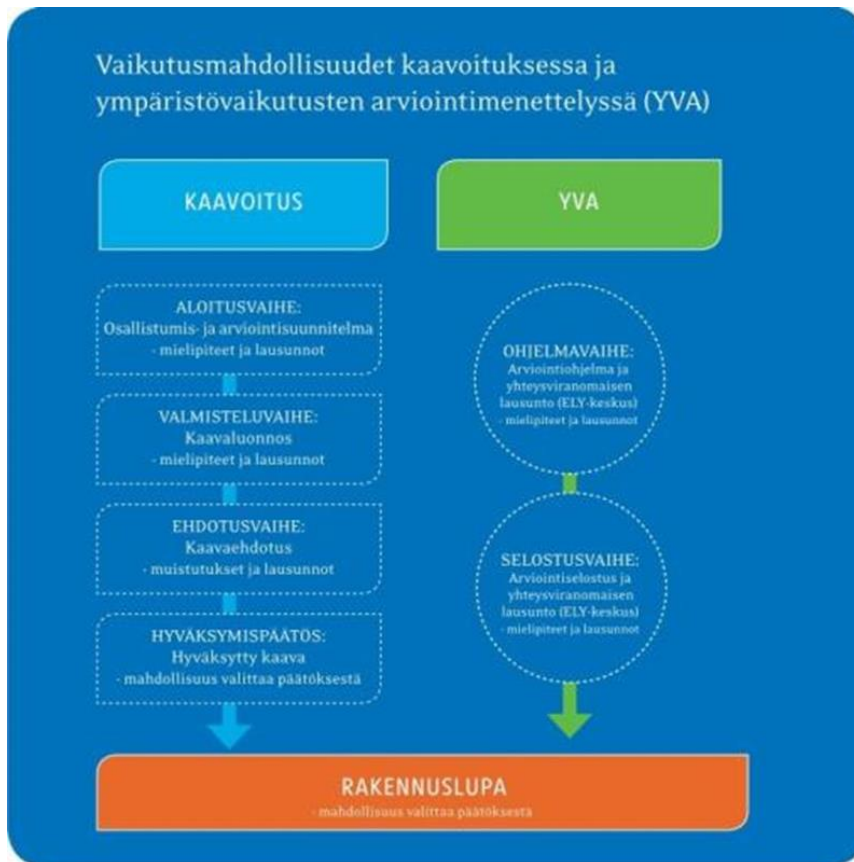 Vaikutusmahdollisuudet kaavoituksessa ja
ympäristövaikutusten arviointimenettelyssä (YVA)
KAAVOITUS
ALOITUSVAIHE:
Osallistumis- ja arviointisuunnitelma
- mielipiteet ja lausunnot
VALMISTELUVAIHE:
Kaavaluonnos
- mielipiteet ja lausunnot
EHDOTUSVAIHE:
Kaavaehdotus
- muistutukset ja lausunnot
HYVÄKSYMISPÄÄTÖS:
Hyväksytty kaava
- mahdollisuus valittaa päätöksestä
YVA
OHJELMAVAIHE:
Arviointiohjelma ja
yhteysviranomaisen
lausunto (ELY-keskus)
- mielipiteet ja lausunnot
SELOSTUSVAIHE:
Arviointiselostus ja
yhteysviranomaisen
lausunto (ELY-keskus)
- mielipiteet ja lausunnot
RAKENNUSLUPA
- mahdollisuus valittaa päätöksestä